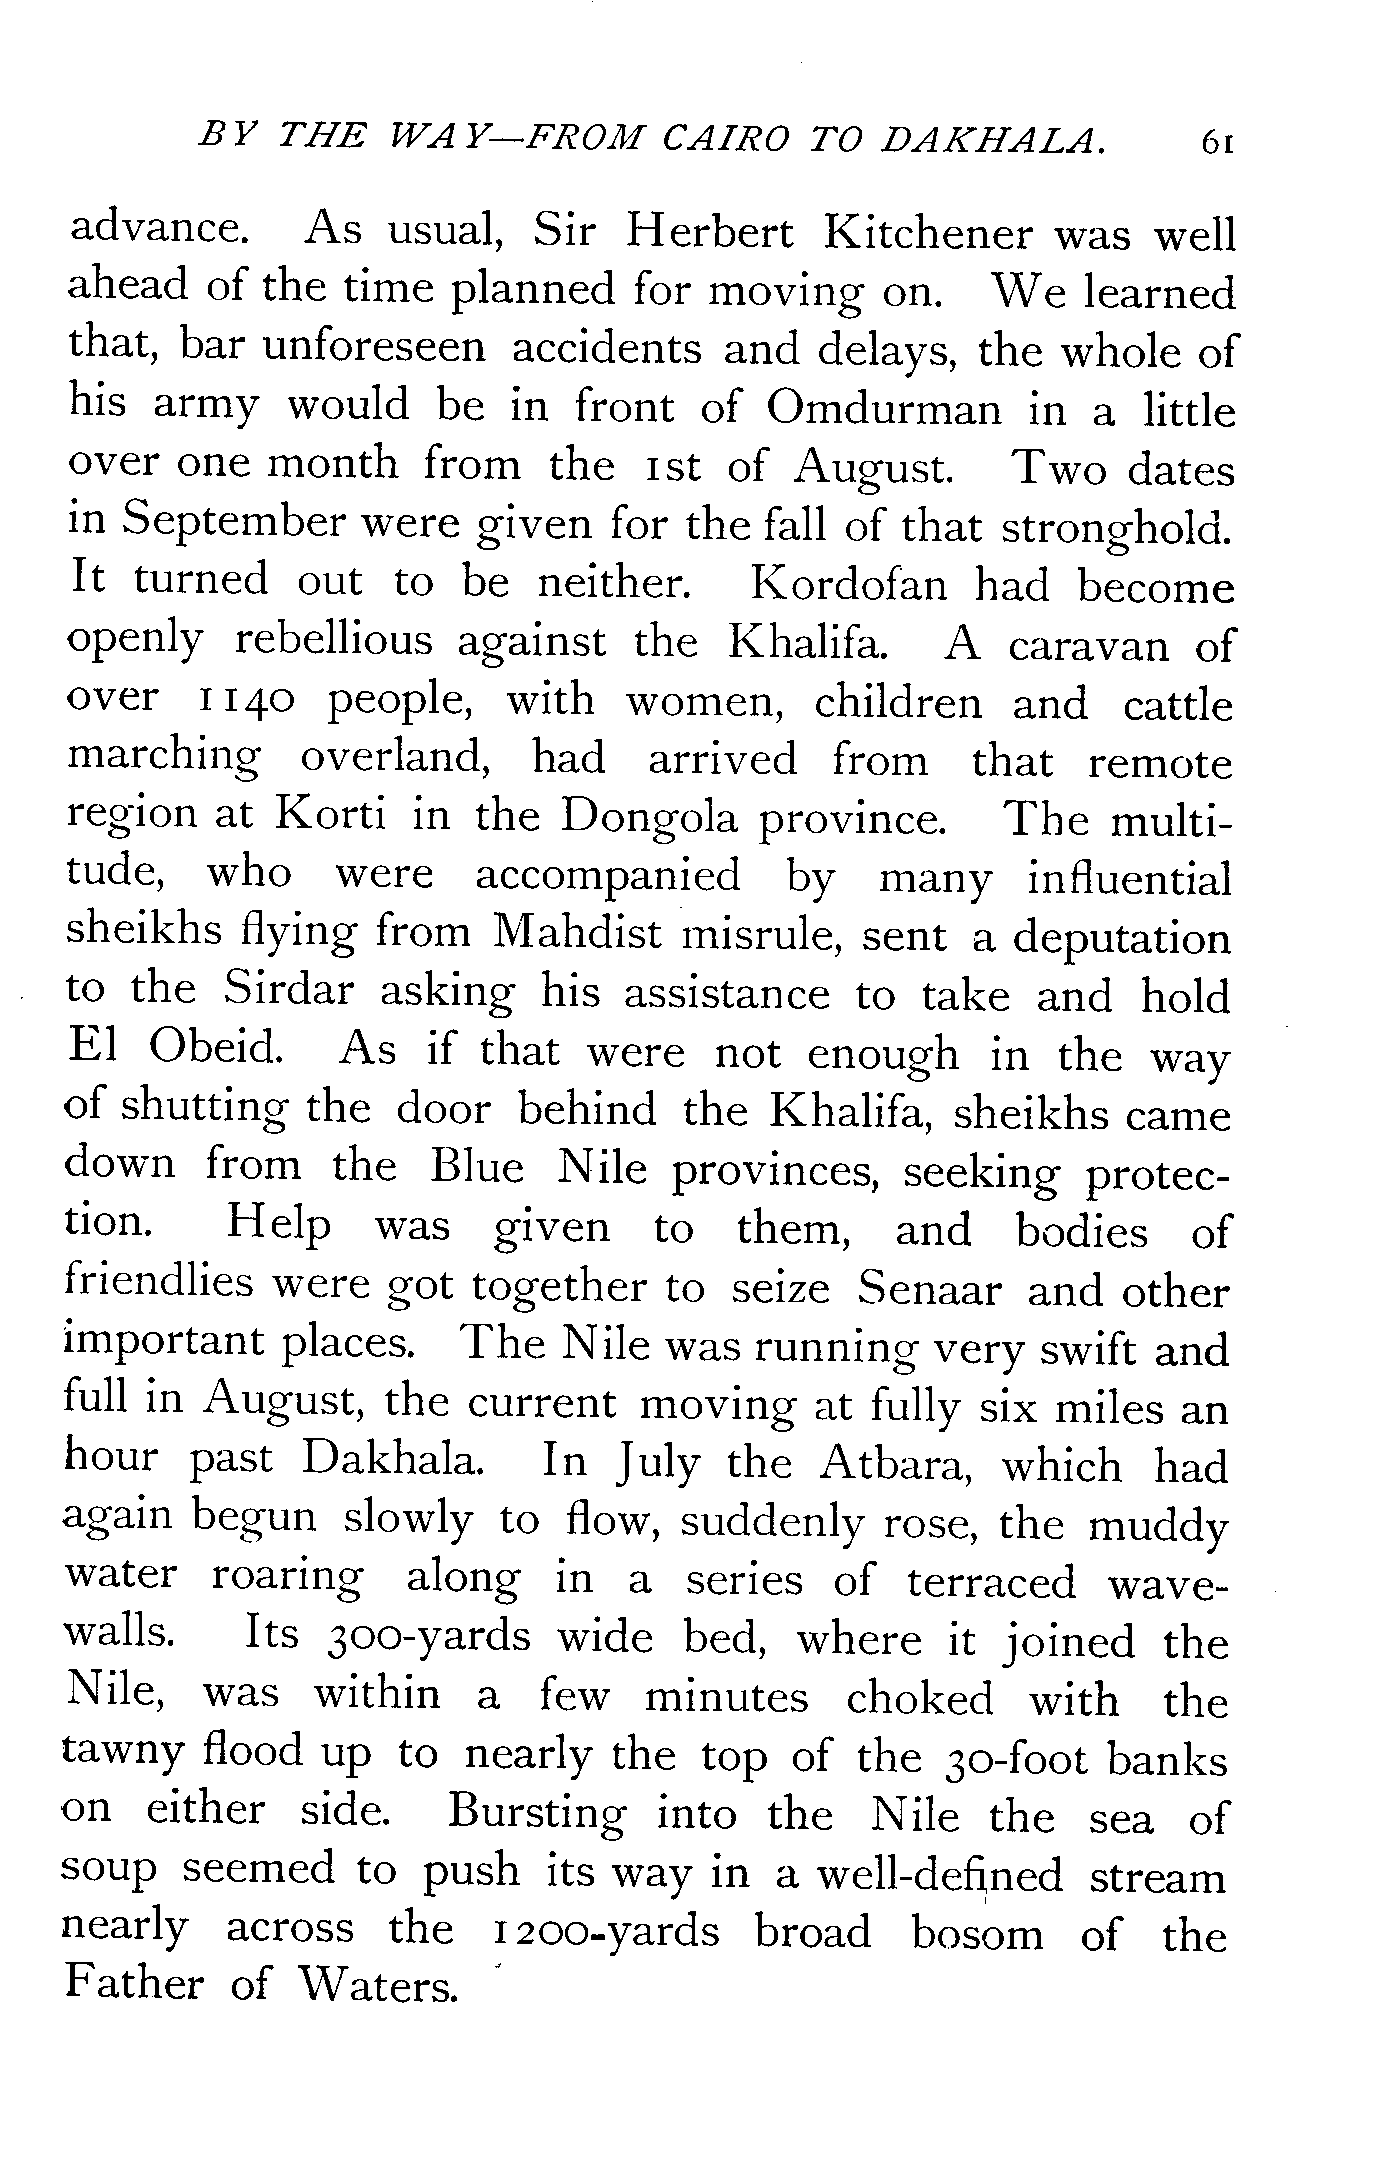 BY THE WAY—FROM CAIRO TO DAKHALA. 61
advance. As usual, Sir Herbert Kitchener was well
ahead of the time planned for moving on. We learned
that, bar unforeseen accidents and delays, the whole of
his army would be in front of Omdurman in a little
over one month from the 1st of August. Two dates
in September were given for the fall of that stronghold.
It turned out to be neither. Kordofan had become
openly rebellious against the Khalifa. A caravan of
over 1140 people, with women, children and cattle
marching overland, had arrived from that remote
region at Korti in the Dongola province. The multi-
tude, who were accompanied by many influential
sheikhs flying from Mahdist misrule, sent a deputation
to the Sirdar asking his assistance to take and hold
El Obeid. As if that were not enough in the way
of shutting the door behind the Khalifa, sheikhs came
down from the Blue Nile provinces, seeking protec-
tion. Help was given to them, and bodies of
friendlies were got together to seize Senaar and other
important places. The Nile was running very swift and
full in August, the current moving at fully six miles an
hour past Dakhala. In July the Atbara, which had
again begun slowly to flow, suddenly rose, the muddy
water roaring along in a series of terraced wave-
walls. Its 300-yards wide bed, where it joined the
Nile, was within a few minutes choked with the
tawny flood up to nearly the top of the 30-foot banks
on either side. Bursting into the Nile the sea of
soup seemed to push its way in a well-defined stream
nearly across the 1200-yards broad bosom of the
Father of Waters.